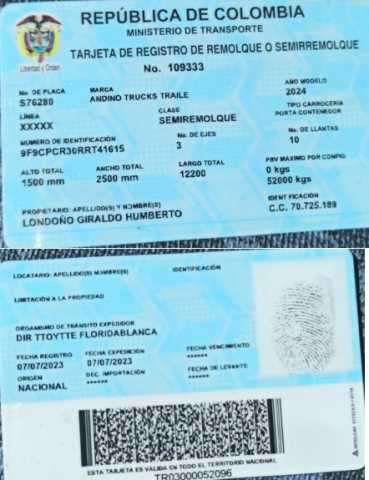 REPÚBLICA DE COLOMBIA
MINISTERIO DE TRANSPORTE
Libertad y Orden
TARJETA DE REGISTRO DE REMOLQUE O SEMIRREMOLQUE
No. 109333
No. DE PLACA MARCA AÑO MODELO
S76280 ANDINO TRUCKS TRAILE 2024
LÍNEA CLASE TIPO CARROCERIA
XXXXX SEMIREMOLQUE PORTA CONTENEDOR
NUMERO DE IDENTIFICACIÓN No. DE EJES No. DE LLANTAS
9F9CPCR30RRT41615 3 10
ALTO TOTAL ANCHO TOTAL LARGO TOTAL PBV MÁXIMO POR CONFIG.
1500 mm 2500 mm 12200 0 kgs
52000 kgs
PROPIETARIO: APELLIDO(S) Y NOMBRE(S) IDENTIFICACIÓN
LONDOÑO GIRALDO HUMBERTO C.C. 70.725.189
LOCATARIO: APELLIDO(S) NOMBRE(S) IDENTIFICACIÓN
LIMITACIÓN A LA PROPIEDAD
ORGANISMO DE TRÁNSITO EXPEDIDOR
DIR TTOYTTE FLORIDABLANCA
FECHA REGISTRO FECHA EXPEDICIÓN FECHA VENCIMIENTO
07/07/2023 07/07/2023 ******
ORIGEN DEC. IMPORTACIÓN FECHA DE LEVANTE
NACIONAL ****** ******
ESTA TARJETA ES VÁLIDA EN TODO EL TERRITORIO NACIONAL
TR03000052096